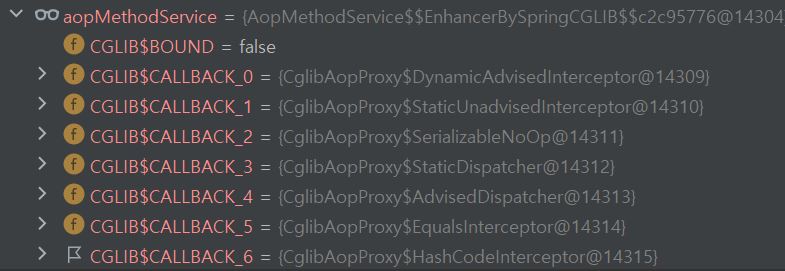 aopMethodService = {AopMethodService$$EnhancerBySpringCGLIB$$c2c95776@14304
CGLIB$BOUND = false
CGLIB$CALLBACK_0 = {CglibAopProxy$DynamicAdvisedInterceptor@14309}
CGLIB$CALLBACK_1 = {CglibAopProxy$StaticUnadvisedInterceptor@14310}
CGLIB$CALLBACK_2 = {CglibAopProxy$SerializableNoOp@14311}
CGLIB$CALLBACK_3 = {CglibAopProxy$StaticDispatcher@14312}
CGLIB$CALLBACK_4 = {CglibAopProxy$AdvisedDispatcher@14313}
CGLIB$CALLBACK_5 = {CglibAopProxy$EqualsInterceptor@14314}
CGLIB$CALLBACK_6 = {CglibAopProxy$HashCodeInterceptor@14315}